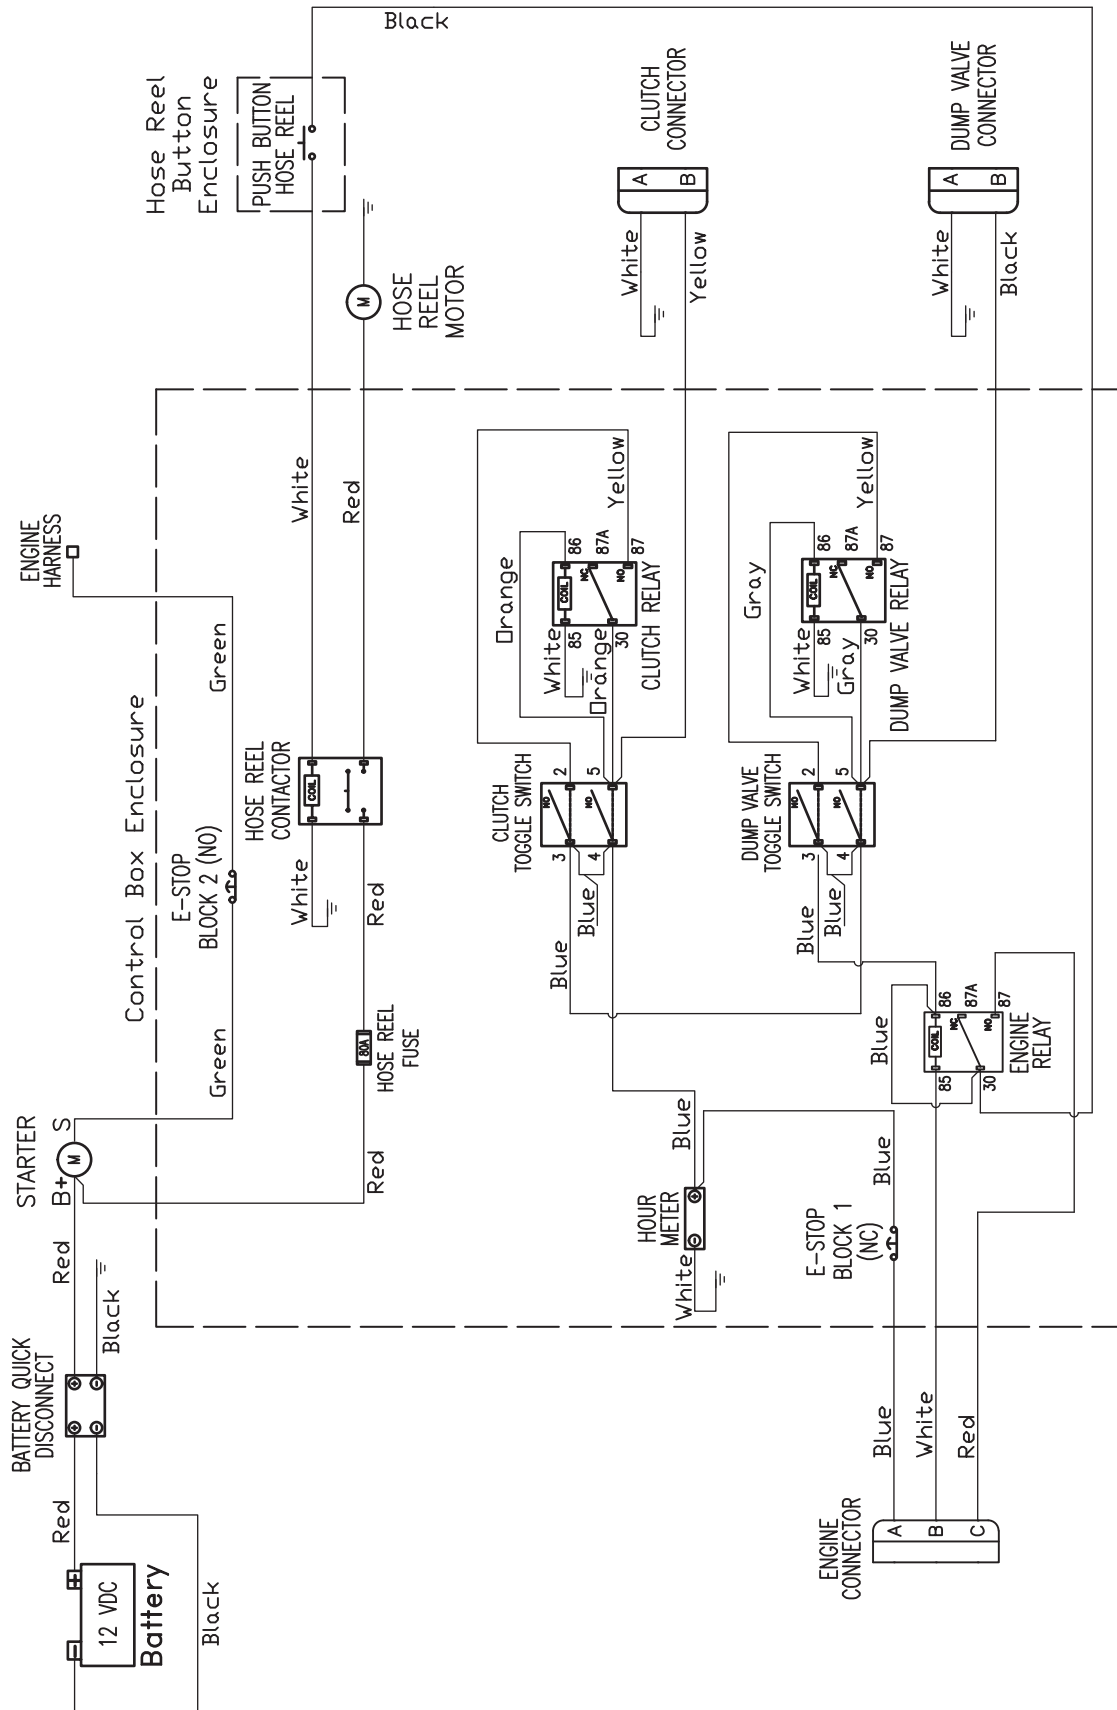 Battery
12 VDC
Black
Red
BATTERY QUICK
DISCONNECT
Black
Red
STARTER
B+
S
M
Green
E-STOP
BLOCK 2 (NO)
Green
ENGINE
HARNESS
Control Box Enclosure
Red
HOSE REEL
FUSE
80A
Red
White
HOSE REEL
CONTACTOR
COIL
White
Red
HOSE
REEL
MOTOR
M
Hose Reel
Button
Enclosure
PUSH BUTTON
HOSE REEL
Black
ENGINE
CONNECTOR
A
B
C
Blue
White
Red
E-STOP
BLOCK 1
(NC)
Blue
HOUR
METER
White
Blue
ENGINE
RELAY
COIL
NC
NO
85
30
86
87A
87
Blue
Blue
Blue
CLUTCH
TOGGLE SWITCH
NO
NO
3
4
2
5
Orange
White
Orange
CLUTCH RELAY
COIL
NC
NO
85
30
86
87A
87
Yellow
Blue
Blue
DUMP VALVE
TOGGLE SWITCH
NO
NO
3
4
2
5
Gray
White
Gray
DUMP VALVE RELAY
COIL
NC
NO
85
30
86
87A
87
Yellow
White
Yellow
CLUTCH
CONNECTOR
A
B
White
Black
DUMP VALVE
CONNECTOR
A
B